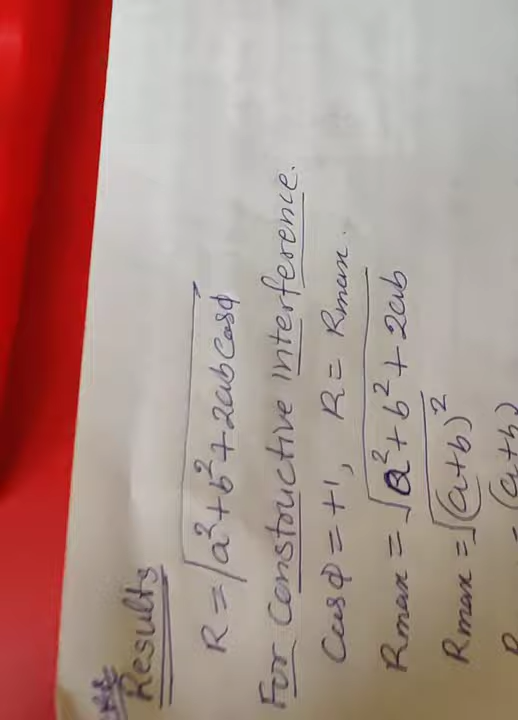 Results
R = √a²+b²+2ab cosφ
For Constructive Interference.
Cosφ = +1, R = Rmax.
Rmax = √a²+b²+2ab
Rmax = √(a+b)²
= (a+b)